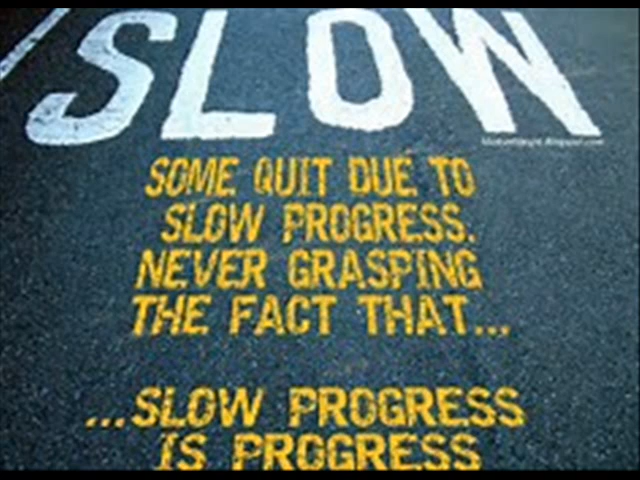 SLOW
SOME QUIT DUE TO
SLOW PROGRESS.
NEVER GRASPING
THE FACT THAT...
...SLOW PROGRESS
IS PROGRESS